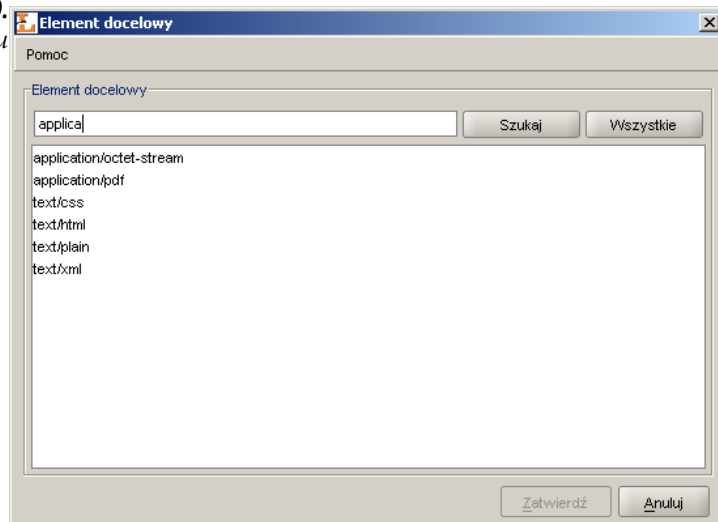 Element docelowy
Pomoc
Element docelowy
applica
Szukaj
Wszystkie
application/octet-stream
application/pdf
text/css
text/html
text/plain
text/xml
Zatwierdź
Anuluj